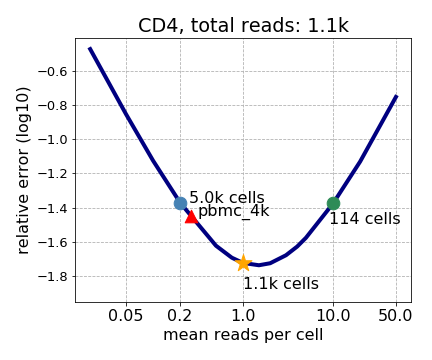 CD4, total reads: 1.1k
relative error (log10)
−0.6
−0.8
−1.0
−1.2
−1.4
−1.6
−1.8
5.0k cells
pbmc_4k
114 cells
1.1k cells
0.05 0.2 1.0 10.0 50.0
mean reads per cell